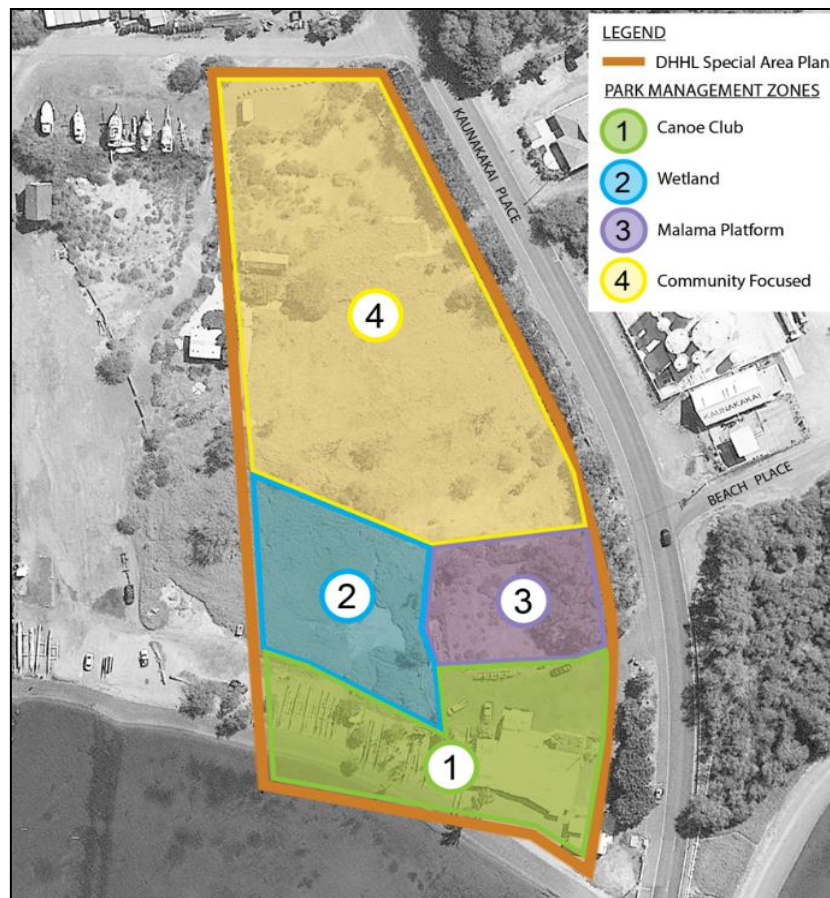 LEGEND
DHHL Special Area Plan
PARK MANAGEMENT ZONES
1 Canoe Club
2 Wetland
3 Malama Platform
4 Community Focused
KAUNAKAKAI PLACE
4
KAUNAKAKAI
BEACH PLACE
2
3
1